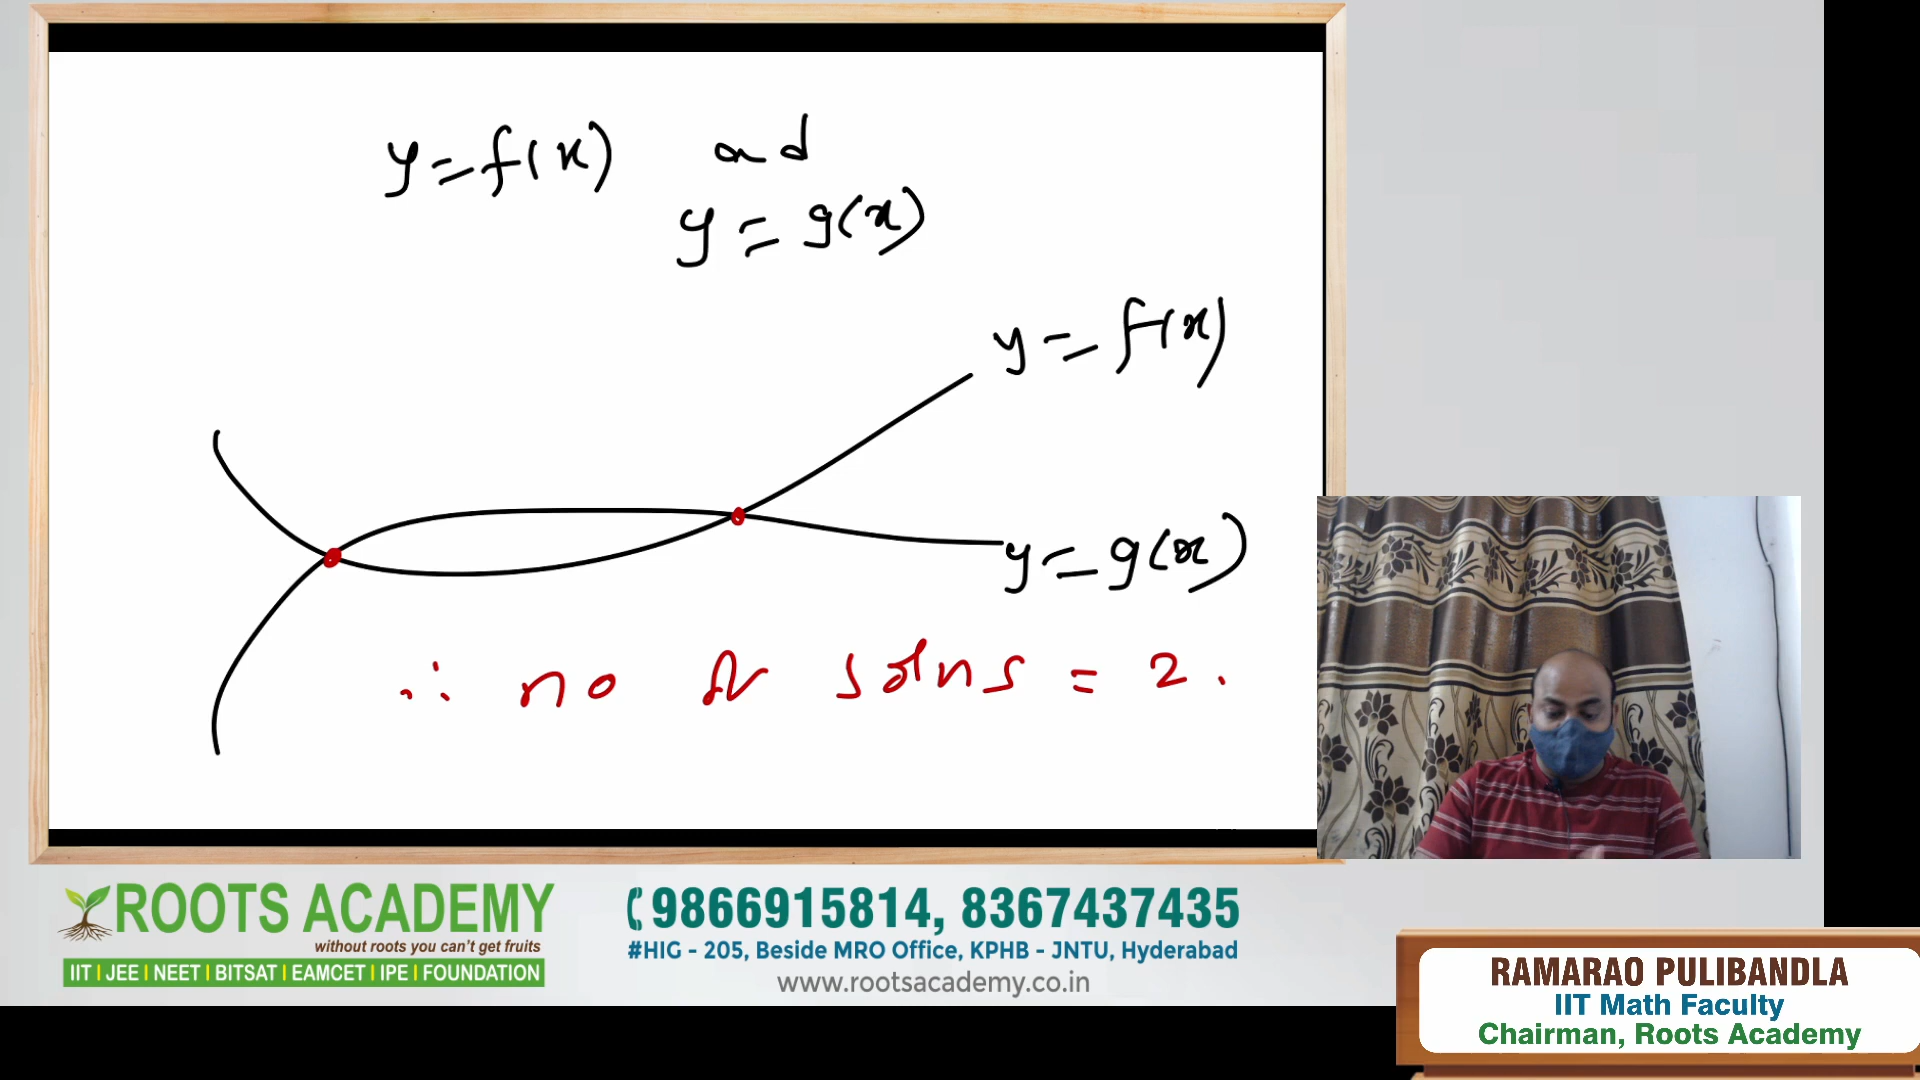 y = f(x) and
y = g(x)
y = f(x)
y = g(x)
∴ no of solns = 2.
ROOTS ACADEMY
without roots you can't get fruits
IIT | JEE | NEET | BITSAT | EAMCET | IPE | FOUNDATION
9866915814, 8367437435
#HIG - 205, Beside MRO Office, KPHB - JNTU, Hyderabad
www.rootsacademy.co.in
RAMARAO PULIBANDLA
IIT Math Faculty
Chairman, Roots Academy